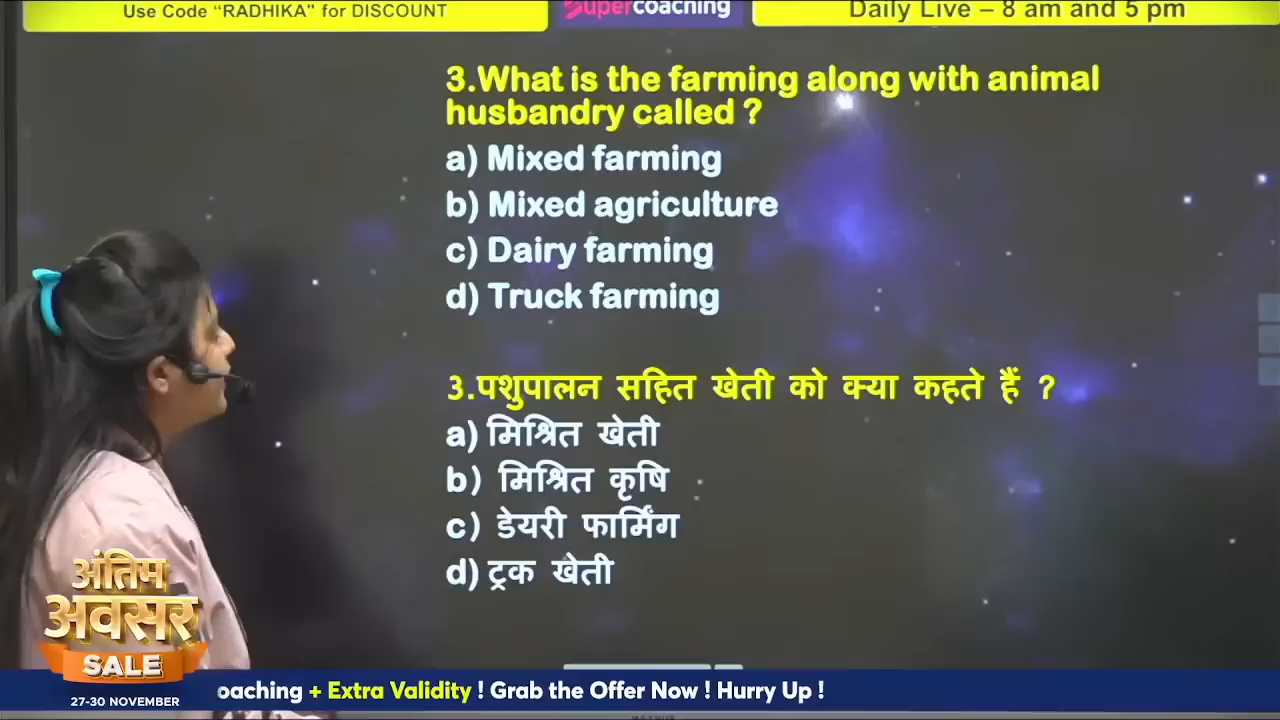 Use Code “RADHIKA” for DISCOUNT
Supercoaching
Daily Live – 8 am and 5 pm
3.What is the farming along with animal
husbandry called ?
a) Mixed farming
b) Mixed agriculture
c) Dairy farming
d) Truck farming
3.पशुपालन सहित खेती को क्या कहते हैं ?
a) मिश्रित खेती
b) मिश्रित कृषि
c) डेयरी फार्मिंग
d) ट्रक खेती
अंतिम
अवसर
SALE
27-30 NOVEMBER
oaching + Extra Validity ! Grab the Offer Now ! Hurry Up !